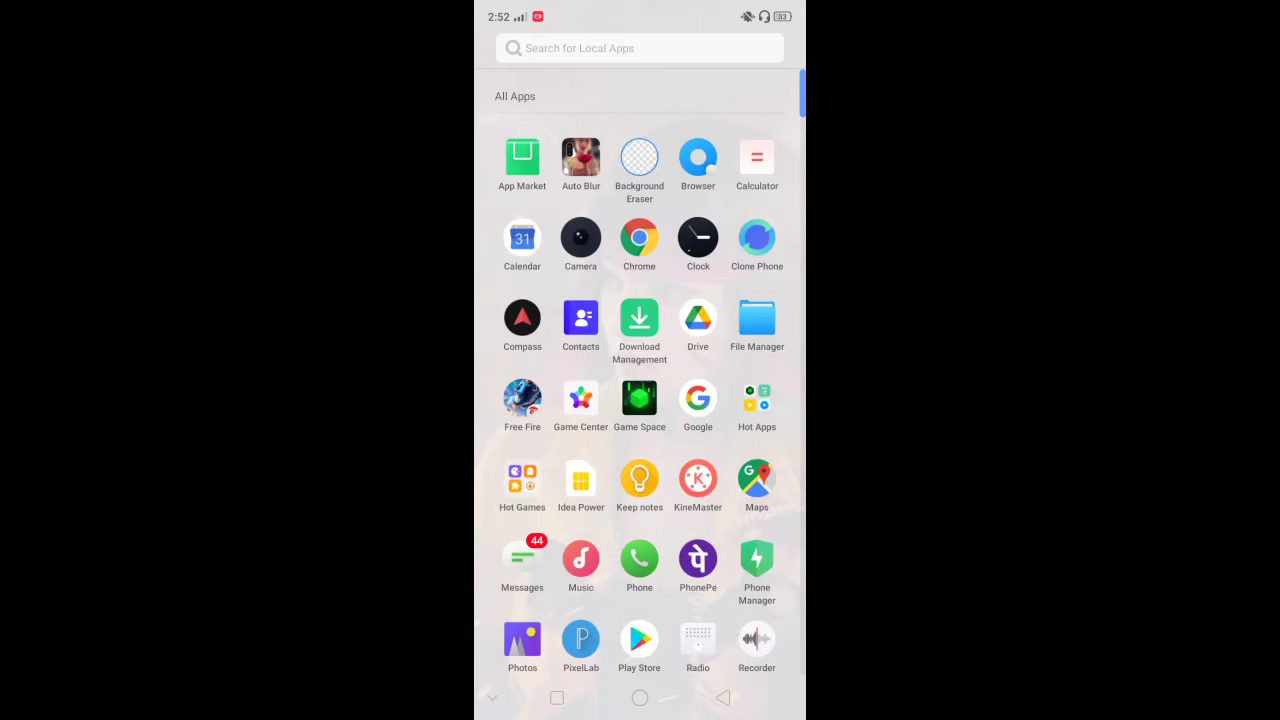 2:52 33
Search for Local Apps
All Apps
App Market Auto Blur Background Eraser Browser Calculator
31
Calendar Camera Chrome Clock Clone Phone
Compass Contacts Download Management Drive File Manager
Free Fire Game Center Game Space Google Hot Apps
Hot Games Idea Power Keep notes KineMaster Maps
44
पे
Messages Music Phone PhonePe Phone Manager
Photos PixelLab Play Store Radio Recorder